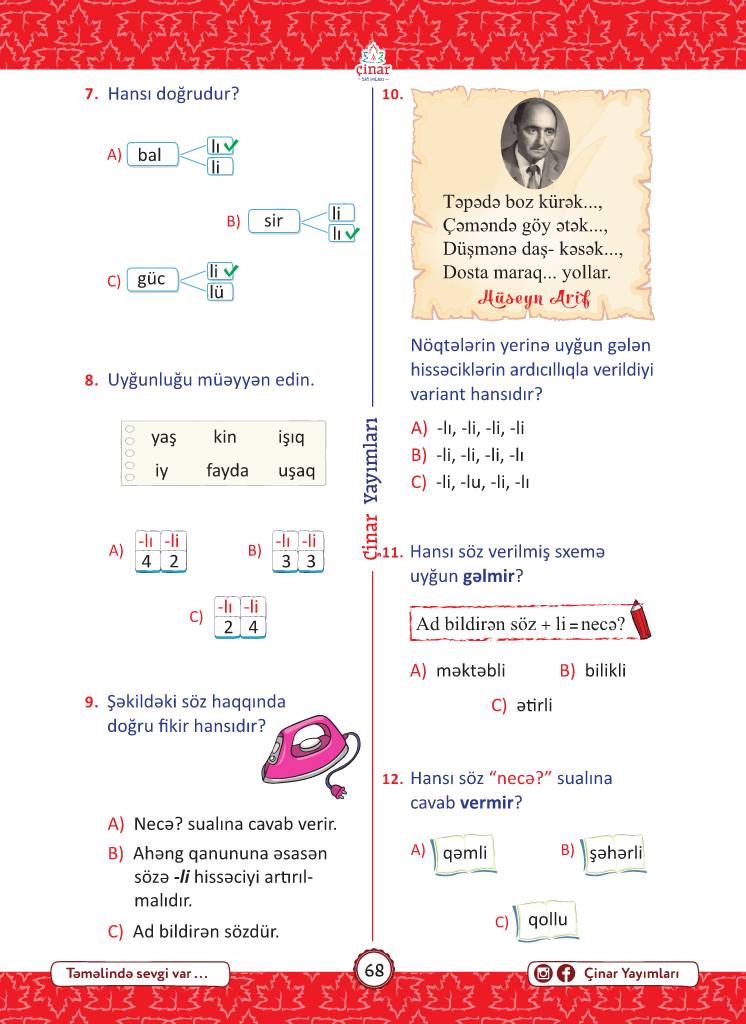 çinar
YAYIMLARI
7. Hansı doğrudur?
A) bal
lı
li
B) sir
li
lı
C) güc
li
lü
8. Uyğunluğu müəyyən edin.
yaş kin işıq
iy fayda uşaq
A) -lı -li
4 2
B) -lı -li
3 3
C) -lı -li
2 4
9. Şəkildəki söz haqqında
doğru fikir hansıdır?
A) Necə? sualına cavab verir.
B) Ahəng qanununa əsasən
sözə -li hissəciyi artırıl-
malıdır.
C) Ad bildirən sözdür.
Çinar Yayımları
10.
Təpədə boz kürək...,
Çəməndə göy ətək...,
Düşmənə daş- kəsək...,
Dosta maraq... yollar.
Hüseyn Arif
Nöqtələrin yerinə uyğun gələn
hissəciklərin ardıcıllıqla verildiyi
variant hansıdır?
A) -lı, -li, -li, -li
B) -li, -li, -li, -lı
C) -li, -lu, -li, -lı
11. Hansı söz verilmiş sxemə
uyğun gəlmir?
Ad bildirən söz + li = necə?
A) məktəbli B) bilikli
C) ətirli
12. Hansı söz “necə?” sualına
cavab vermir?
A) qəmli B) şəhərli
C) qollu
Təməlində sevgi var ...
68
Çinar Yayımları